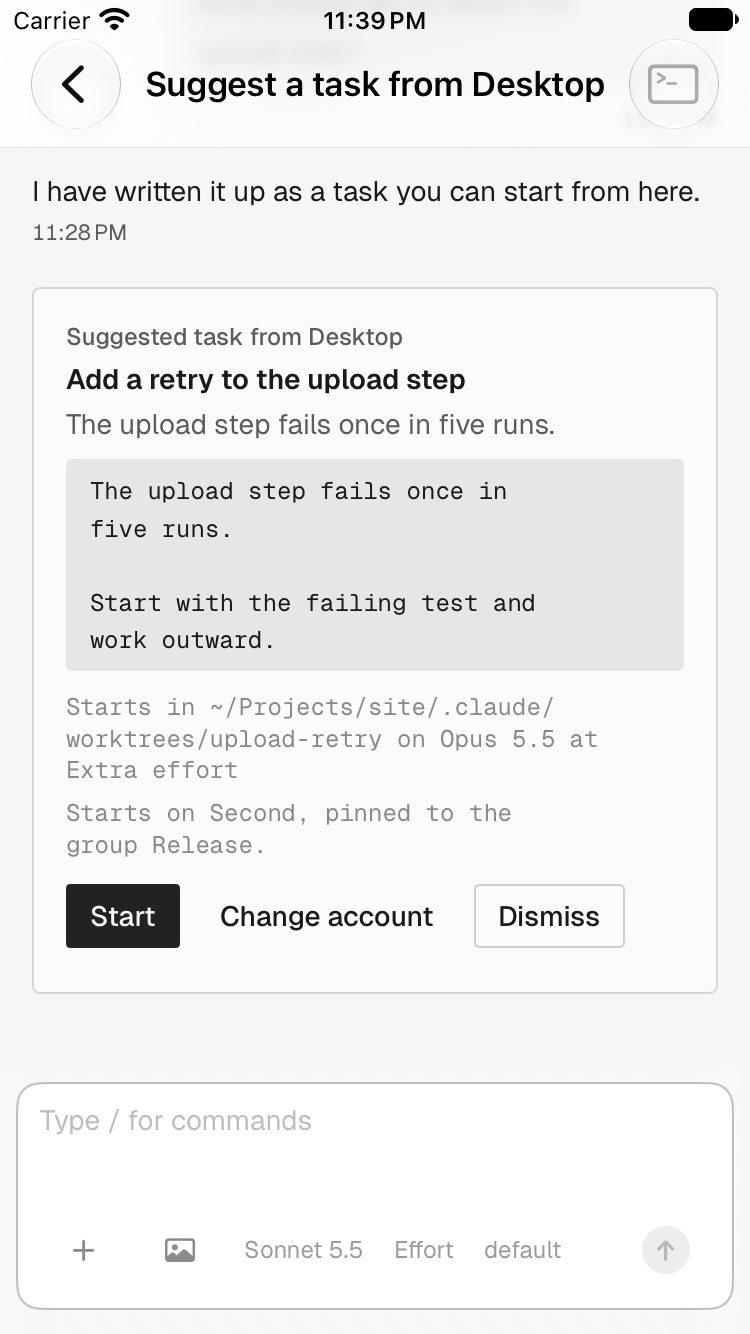 Carrier 11:39 PM
Suggest a task from Desktop
I have written it up as a task you can start from here.
11:28 PM
Suggested task from Desktop
Add a retry to the upload step
The upload step fails once in five runs.
The upload step fails once in
five runs.
Start with the failing test and
work outward.
Starts in ~/Projects/site/.claude/
worktrees/upload-retry on Opus 5.5 at
Extra effort
Starts on Second, pinned to the
group Release.
Start Change account Dismiss
Type / for commands
Sonnet 5.5 Effort default